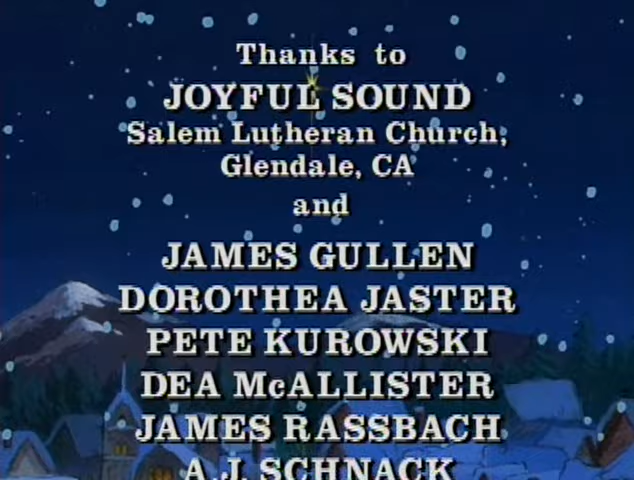 Thanks to
JOYFUL SOUND
Salem Lutheran Church,
Glendale, CA
and
JAMES GULLEN
DOROTHEA JASTER
PETE KUROWSKI
DEA McALLISTER
JAMES RASSBACH
A.J. SCHNACK